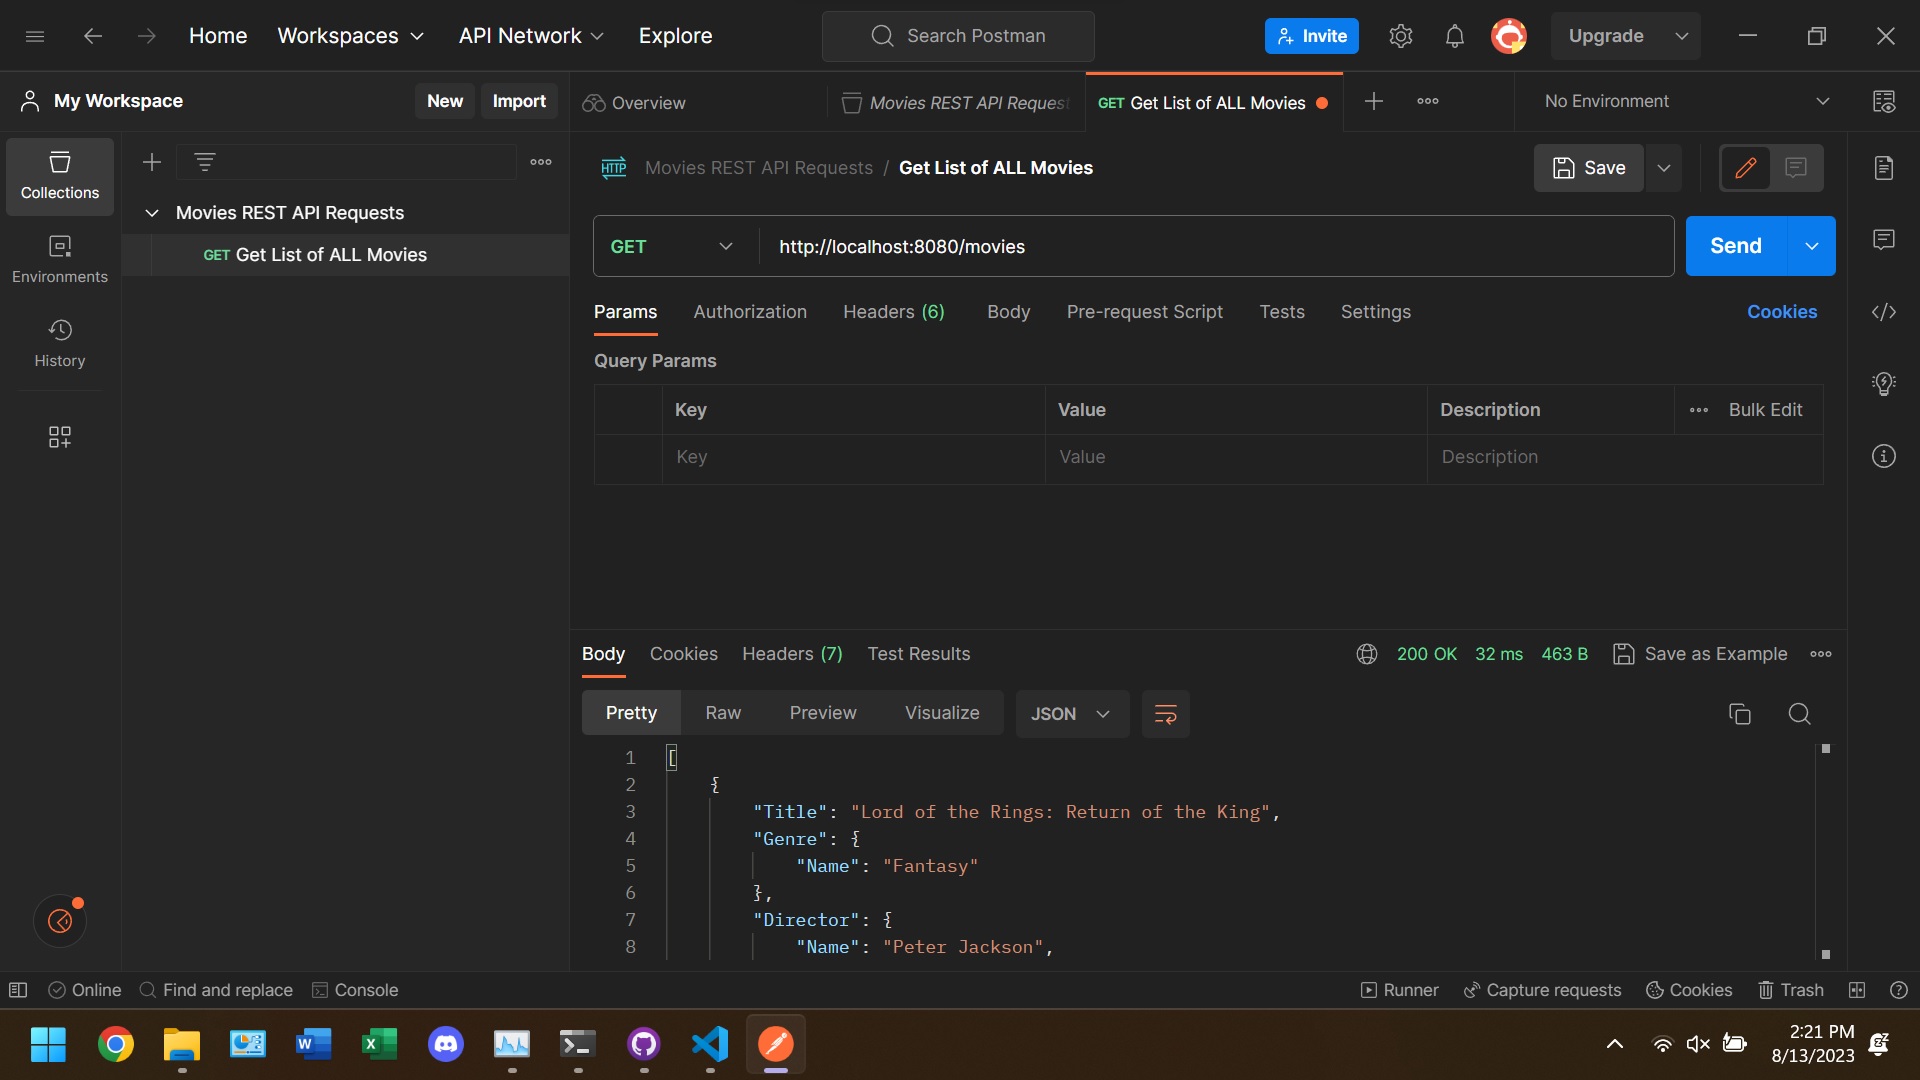 Home Workspaces API Network Explore Search Postman Invite Upgrade
My Workspace New Import Overview Movies REST API Request GET Get List of ALL Movies No Environment
Collections
Environments
History
Movies REST API Requests
GET Get List of ALL Movies
HTTP Movies REST API Requests / Get List of ALL Movies Save
GET http://localhost:8080/movies Send
Params Authorization Headers (6) Body Pre-request Script Tests Settings Cookies
Query Params
Key Value Description Bulk Edit
Key Value Description
Body Cookies Headers (7) Test Results 200 OK 32 ms 463 B Save as Example
Pretty Raw Preview Visualize JSON
1 [
2 {
3 "Title": "Lord of the Rings: Return of the King",
4 "Genre": {
5 "Name": "Fantasy"
6 },
7 "Director": {
8 "Name": "Peter Jackson",
Online Find and replace Console Runner Capture requests Cookies Trash
2:21 PM
8/13/2023